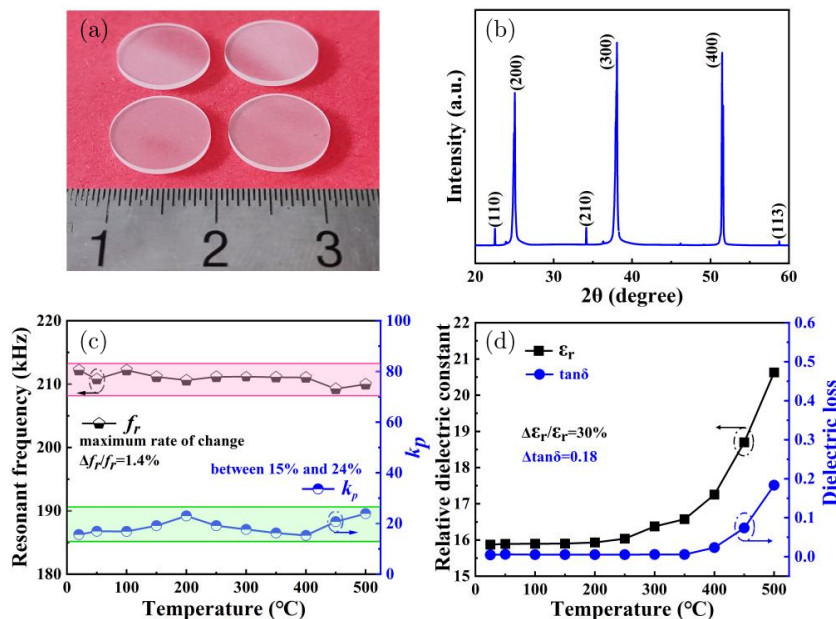 (a)
1 2 3
(b)
Intensity (a.u.)
(110)
(200)
(210)
(300)
(400)
(113)
20 30 40 50 60
2θ (degree)
(c)
Resonant frequency (kHz)
220
210
200
190
180
100
80
60
40
20
0
kp
fr
maximum rate of change
Δfr/fr=1.4%
between 15% and 24%
kp
0 100 200 300 400 500
Temperature (℃)
(d)
Relative dielectric constant
22
21
20
19
18
17
16
15
0.6
0.5
0.4
0.3
0.2
0.1
0.0
Dielectric loss
εr
tanδ
Δεr/εr=30%
Δtanδ=0.18
0 100 200 300 400 500
Temperature (℃)